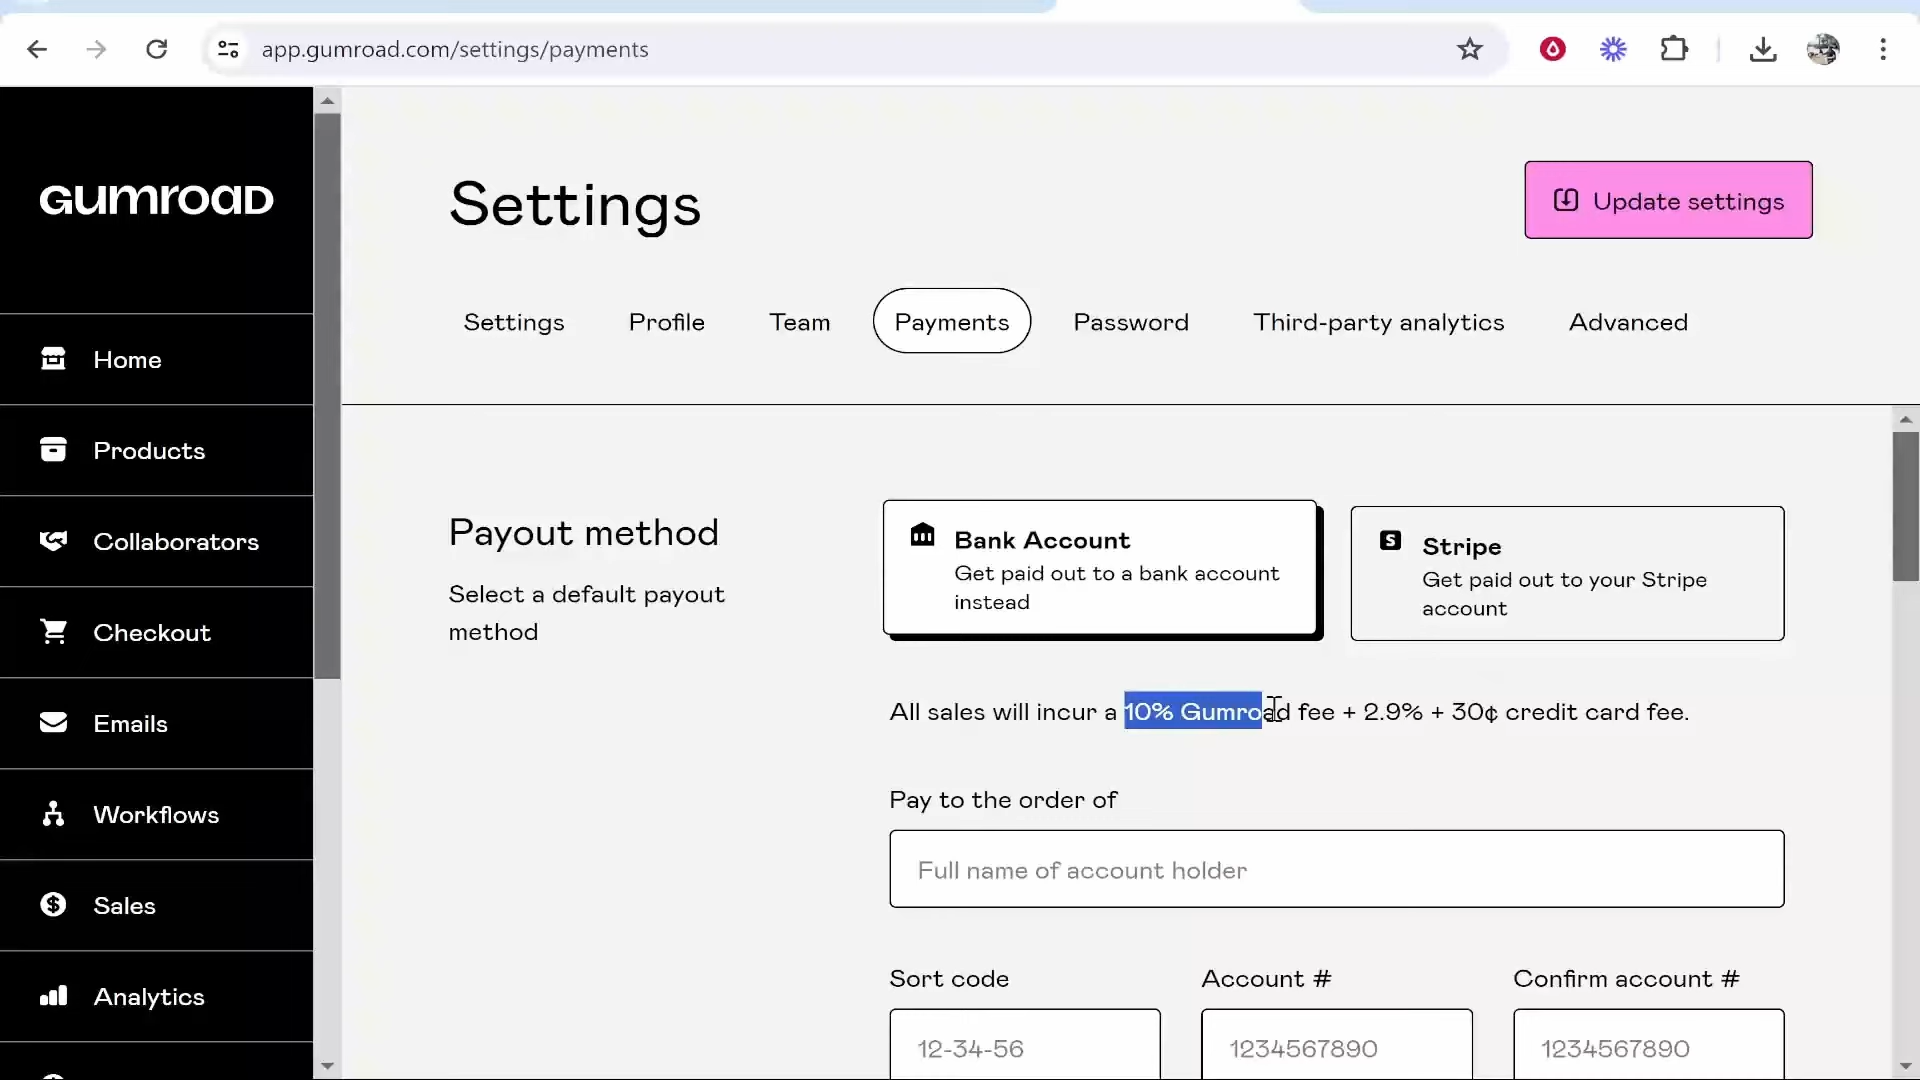 app.gumroad.com/settings/payments
GUMROAD
Settings
Update settings
Settings Profile Team Payments Password Third-party analytics Advanced
Home
Products
Collaborators
Checkout
Emails
Workflows
Sales
Analytics
Payout method
Select a default payout
method
Bank Account
Get paid out to a bank account
instead
Stripe
Get paid out to your Stripe
account
All sales will incur a 10% Gumroad fee + 2.9% + 30¢ credit card fee.
Pay to the order of
Full name of account holder
Sort code Account # Confirm account #
12-34-56 1234567890 1234567890